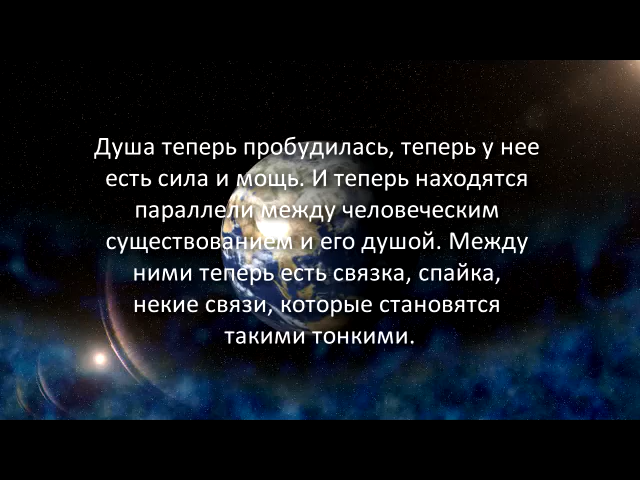 Душа теперь пробудилась, теперь у нее
есть сила и мощь. И теперь находятся
параллели между человеческим
существованием и его душой. Между
ними теперь есть связка, спайка,
некие связи, которые становятся
такими тонкими.